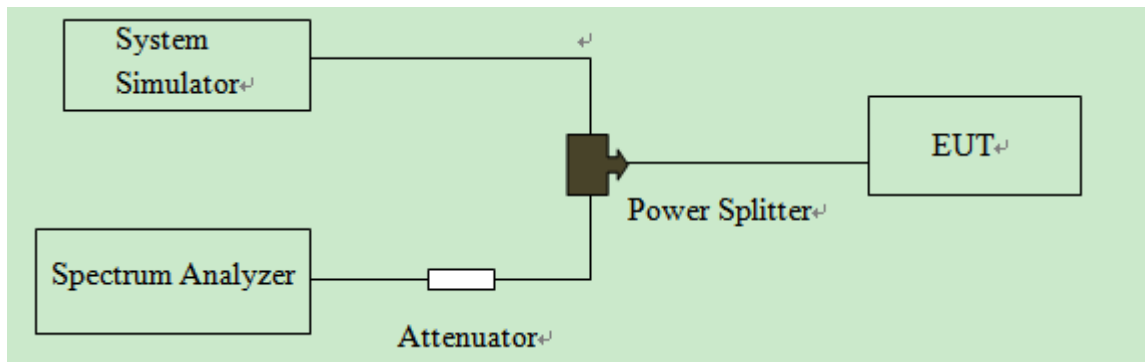 System
Simulator↵
↵
EUT↵
Power Splitter↵
Spectrum Analyzer
Attenuator↵